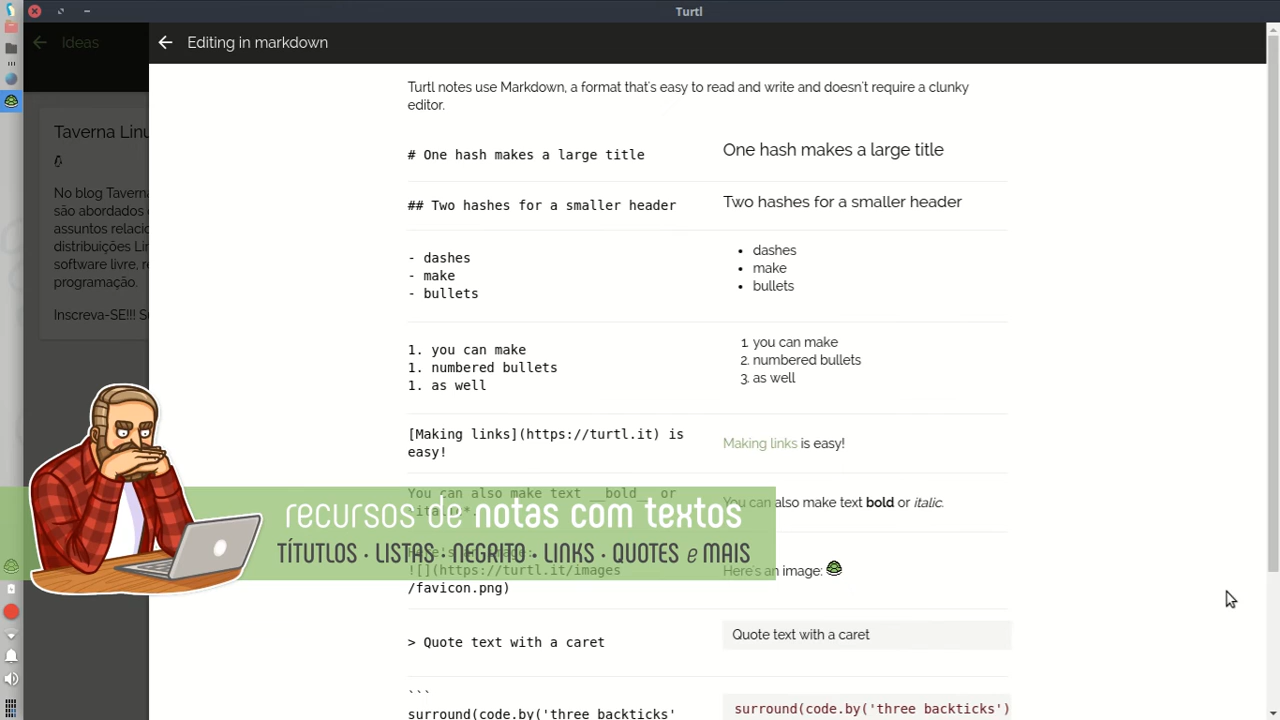 Turtl
Ideas
Editing in markdown
Taverna Linu
No blog Taverna
são abordados
assuntos relacio
distribuições Lin
software livre, re
programação.
Inscreva-SE!!! Su
Turtl notes use Markdown, a format that's easy to read and write and doesn't require a clunky
editor.
# One hash makes a large title
One hash makes a large title
## Two hashes for a smaller header
Two hashes for a smaller header
- dashes
- make
- bullets
• dashes
• make
• bullets
1. you can make
1. numbered bullets
1. as well
1. you can make
2. numbered bullets
3. as well
[Making links](https://turtl.it) is
easy!
Making links is easy!
You can also make text __bold__ or
You can also make text bold or italic.
recursos de notas com textos
TÍTUTLOS • LISTAS • NEGRITO • LINKS • QUOTES e MAIS
Here's an image:
![](https://turtl.it/images
/favicon.png)
Here's an image:
> Quote text with a caret
Quote text with a caret
```
surround(code.by('three backticks'
surround(code.by('three backticks')